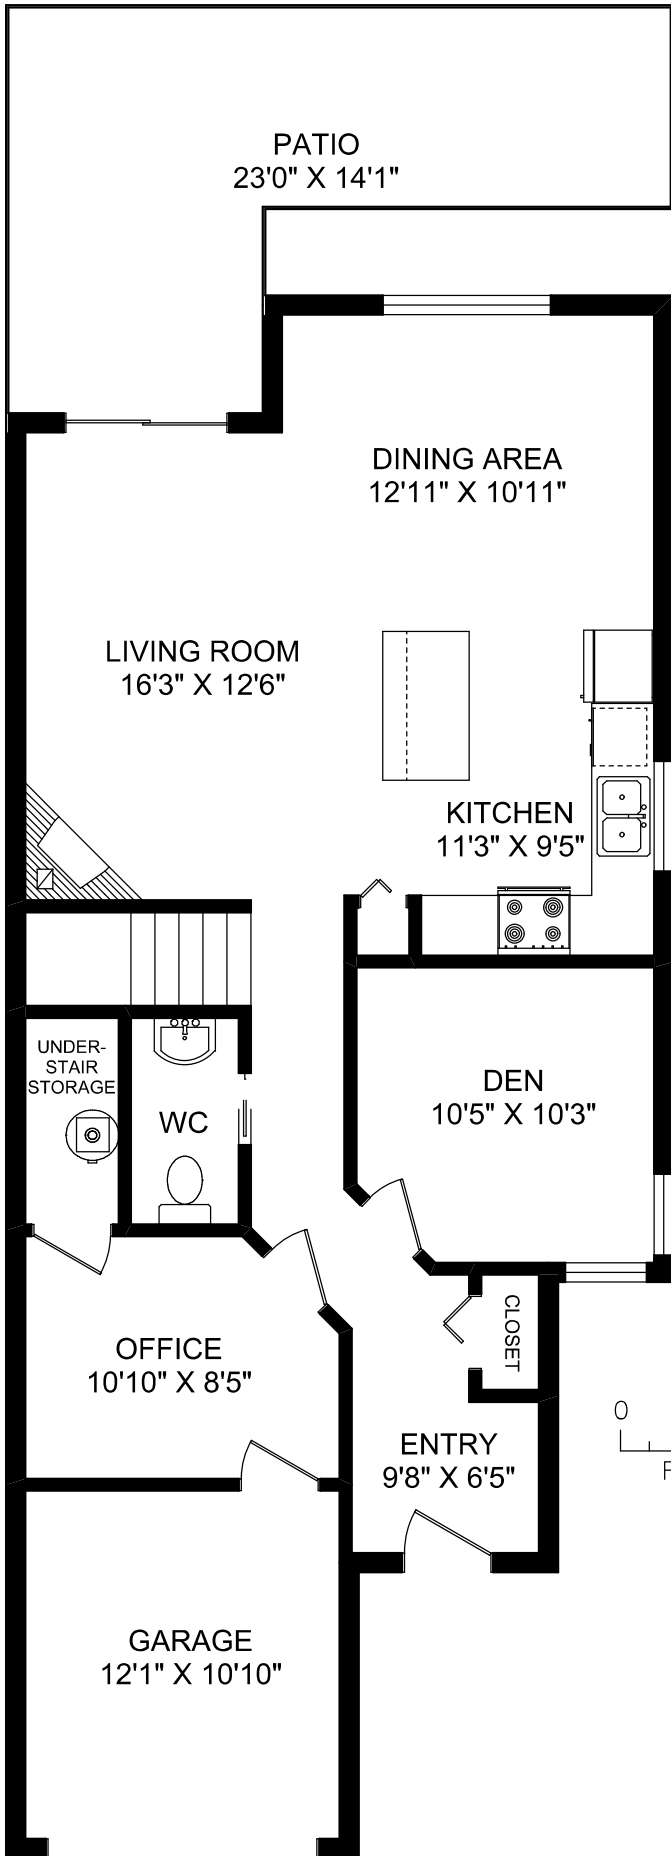 PATIO
23'0" X 14'1"
DINING AREA
12'11" X 10'11"
LIVING ROOM
16'3" X 12'6"
KITCHEN
11'3" X 9'5"
UNDER-
STAIR
STORAGE
WC
DEN
10'5" X 10'3"
OFFICE
10'10" X 8'5"
CLOSET
ENTRY
9'8" X 6'5"
0
GARAGE
12'1" X 10'10"